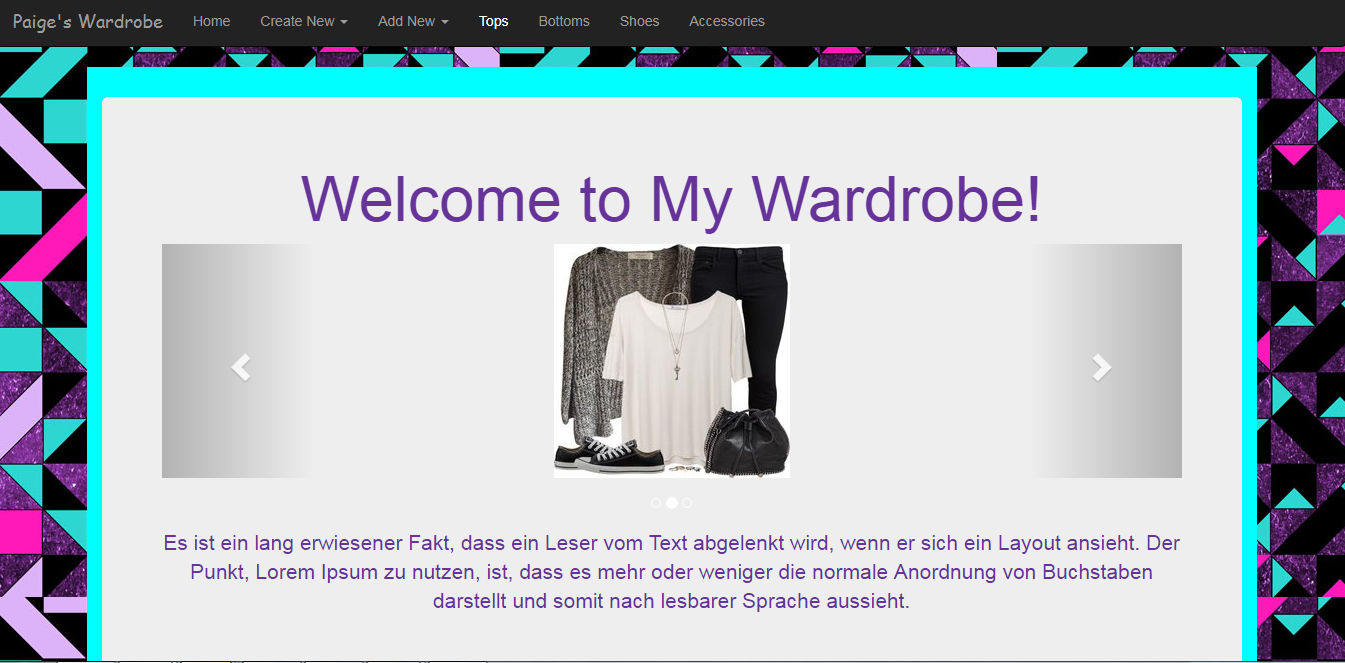 Paige's Wardrobe Home Create New Add New Tops Bottoms Shoes Accessories
Welcome to My Wardrobe!
Es ist ein lang erwiesener Fakt, dass ein Leser vom Text abgelenkt wird, wenn er sich ein Layout ansieht. Der
Punkt, Lorem Ipsum zu nutzen, ist, dass es mehr oder weniger die normale Anordnung von Buchstaben
darstellt und somit nach lesbarer Sprache aussieht.